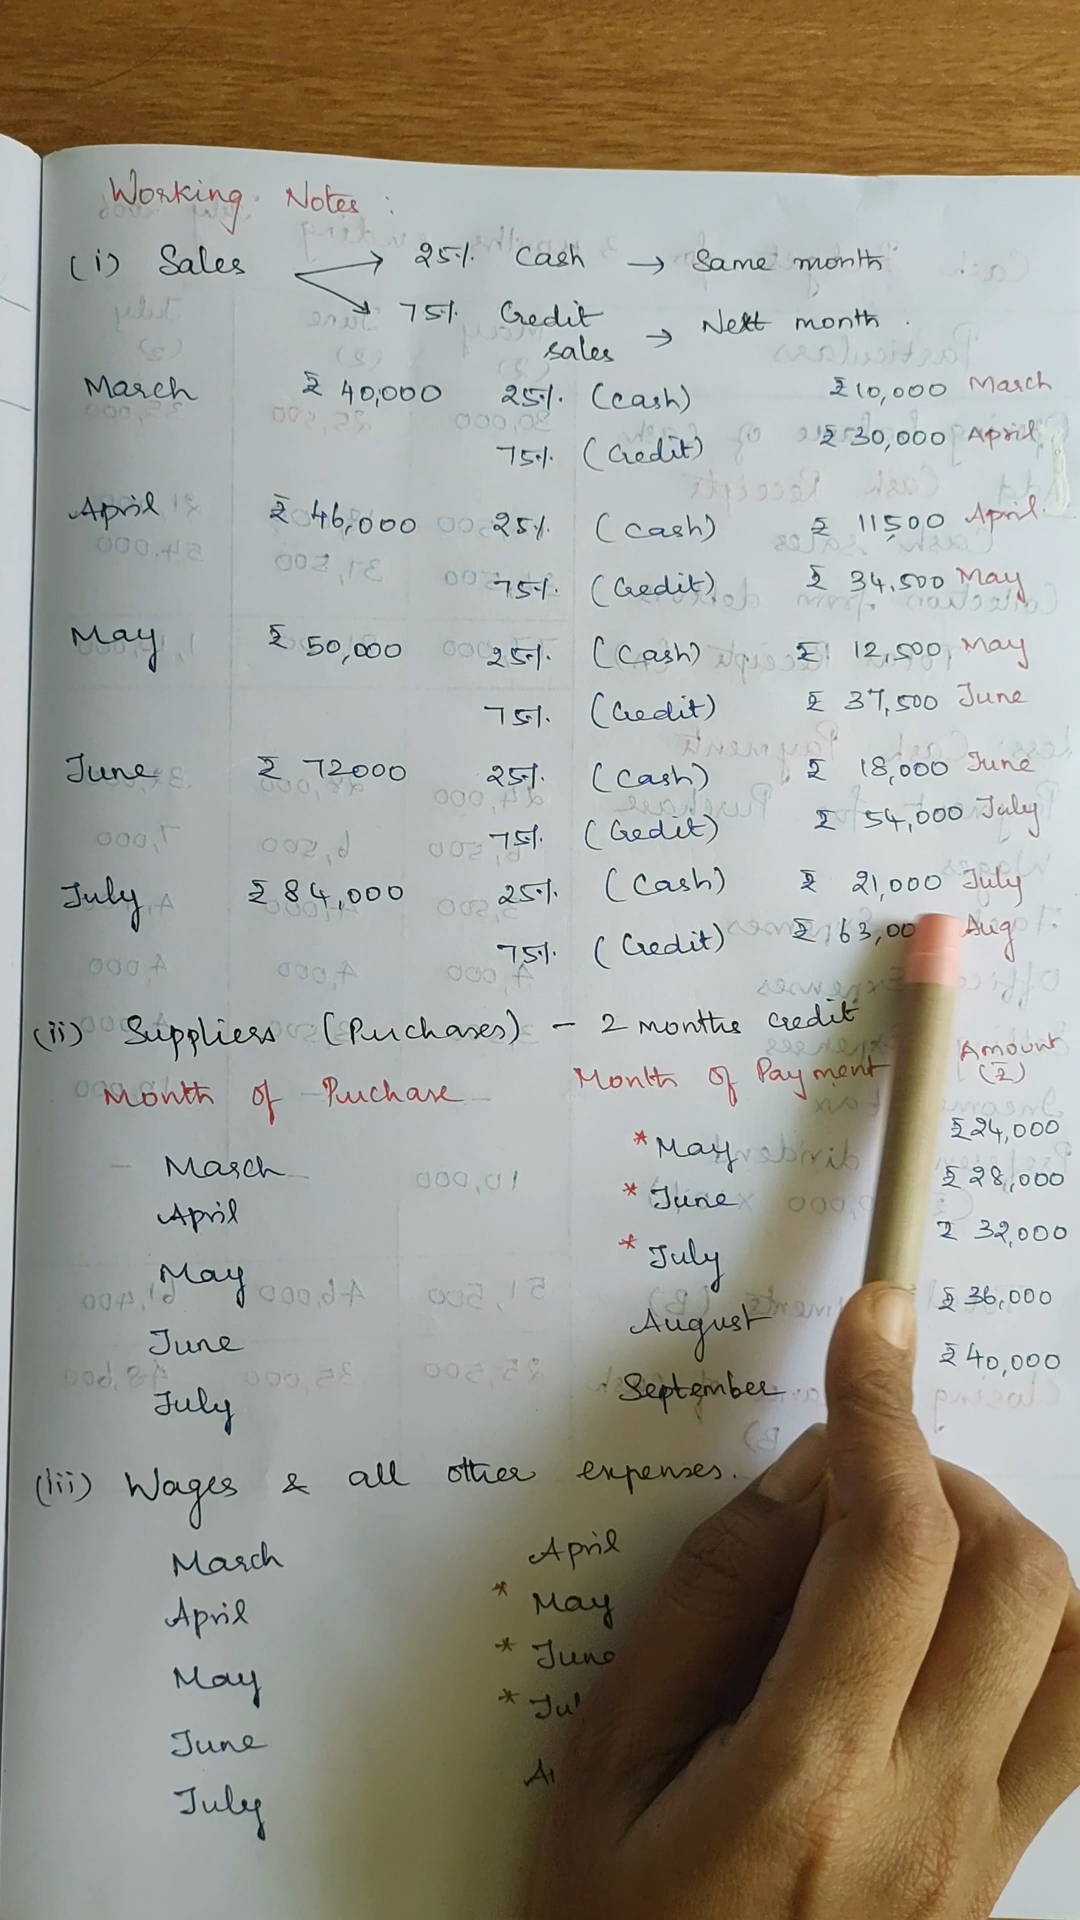 Working Notes :
(i) Sales → 25% Cash → Same month
→ 75% Credit sales → Next month.
March ₹ 40,000 25% (Cash) ₹10,000 March
75% (Credit) ₹ 30,000 April
April ₹ 46,000 25% (Cash) ₹ 11,500 April
75% (Credit) ₹ 34,500 May
May ₹ 50,000 25% (Cash) ₹ 12,500 May
75% (Credit) ₹ 37,500 June
June ₹ 72000 25% (Cash) ₹ 18,000 June
75% (Credit) ₹ 54,000 July
July ₹ 84,000 25% (Cash) ₹ 21,000 July
75% (Credit) ₹ 63,00 Aug
(ii) Suppliers (Purchases) - 2 months credit
Month of Purchase Month of Payment Amount (₹)
March * May ₹ 24,000
April * June ₹ 28,000
May * July ₹ 32,000
June August ₹ 36,000
July September ₹ 40,000
(iii) Wages & all other expenses.
March April
April * May
May * June
June * Jul
July